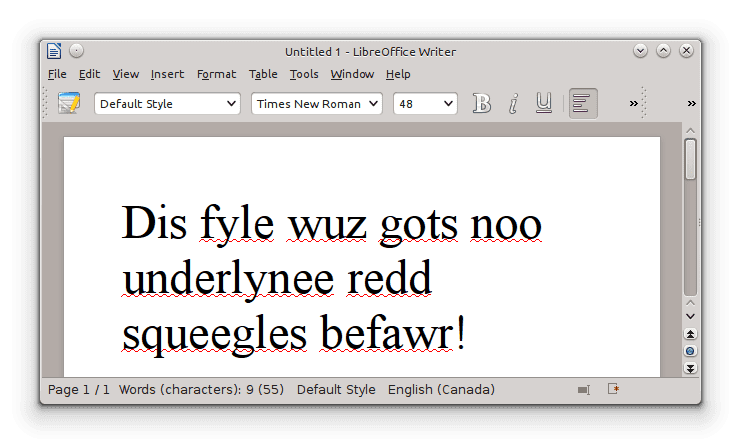 Untitled 1 - LibreOffice Writer
File Edit View Insert Format Table Tools Window Help
Default Style Times New Roman 48 B i U » »
Dis fyle wuz gots noo
underlynee redd
squeegles befawr!
Page 1 / 1 Words (characters): 9 (55) Default Style English (Canada)